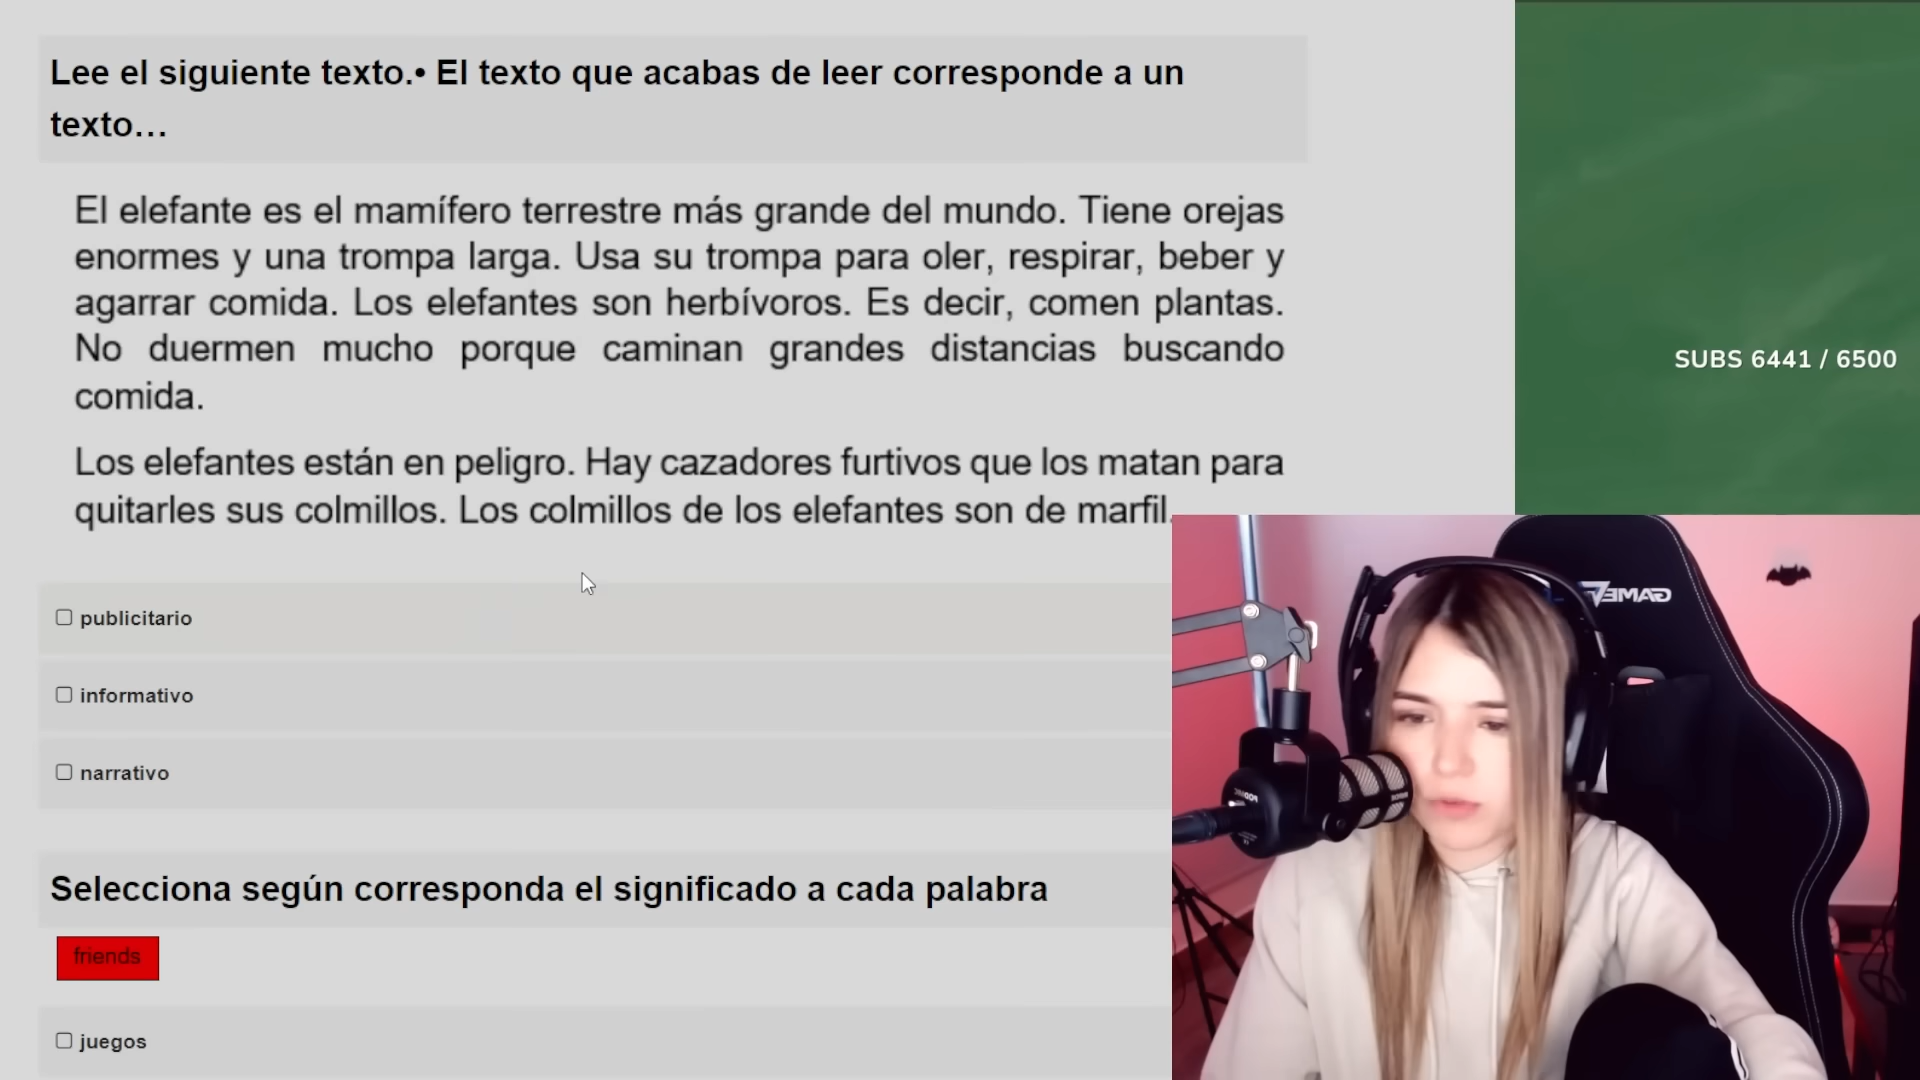 Lee el siguiente texto.• El texto que acabas de leer corresponde a un
texto...
El elefante es el mamífero terrestre más grande del mundo. Tiene orejas
enormes y una trompa larga. Usa su trompa para oler, respirar, beber y
agarrar comida. Los elefantes son herbívoros. Es decir, comen plantas.
No duermen mucho porque caminan grandes distancias buscando
comida.
Los elefantes están en peligro. Hay cazadores furtivos que los matan para
quitarles sus colmillos. Los colmillos de los elefantes son de marfil.
publicitario
informativo
narrativo
Selecciona según corresponda el significado a cada palabra
friends
juegos
SUBS 6441 / 6500
GAME
PODMIC